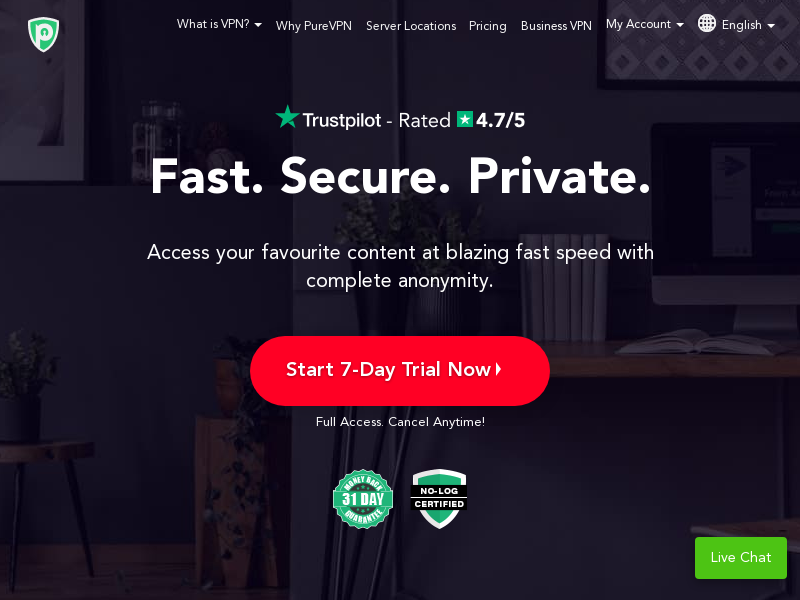 What is VPN?
Why PureVPN
Server Locations
Pricing
Business VPN
My Account
English
Trustpilot - Rated 4.7/5
Fast. Secure. Private.
Access your favourite content at blazing fast speed with
complete anonymity.
Start 7-Day Trial Now
Full Access. Cancel Anytime!
MONEY BACK
31 DAY
GUARANTEE
NO-LOG
CERTIFIED
Live Chat